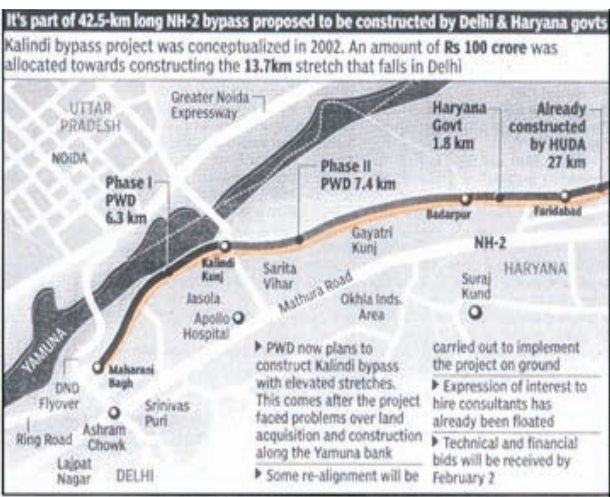 It's part of 42.5-km long NH-2 bypass proposed to be constructed by Delhi & Haryana govts
Kalindi bypass project was conceptualized in 2002. An amount of Rs 100 crore was
allocated towards constructing the 13.7km stretch that falls in Delhi
UTTAR
PRADESH
NOIDA
Greater Noida
Expressway
Haryana
Govt
1.8 km
Already
constructed
by HUDA
27 km
Phase I
PWD
6.3 km
Phase II
PWD 7.4 km
Badarpur
Faridabad
Kalindi
Kunj
Sarita
Vihar
Gayatri
Kunj
NH-2
HARYANA
Mathura Road
Jasola
Apollo
Hospital
Okhla Inds.
Area
Suraj
Kund
YAMUNA
Maharani
Bagh
DND
Flyover
Ring Road
Ashram
Chowk
Srinivas
Puri
Lajpat
Nagar
DELHI
▶ PWD now plans to
construct Kalindi bypass
with elevated stretches.
This comes after the project
faced problems over land
acquisition and construction
along the Yamuna bank
▶ Some re-alignment will be
carried out to implement
the project on ground
▶ Expression of interest to
hire consultants has
already been floated
▶ Technical and financial
bids will be received by
February 2